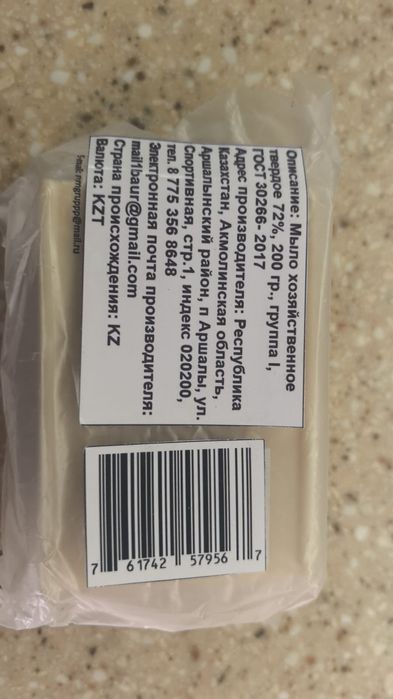 Описание: Мыло хозяйственное
твердое 72%, 200 гр., группа I,
ГОСТ 30266- 2017
Адрес производителя: Республика
Казахстан, Акмолинская область,
Аршалынский район, п Аршалы, ул.
Спортивная, стр.1, индекс 020200,
тел. 8 775 356 8648
Электронная почта производителя:
mail1baur@gmail.com
Страна происхождения: KZ
Валюта: KZT
7 61742 57956 7